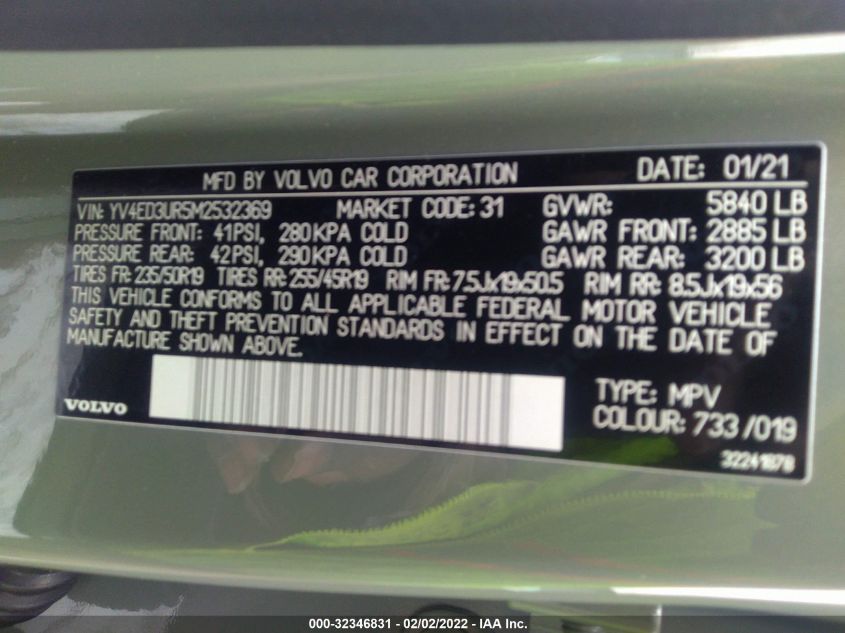 MFD BY VOLVO CAR CORPORATION DATE: 01/21
VIN: YV4ED3UR5M2532369 MARKET CODE: 31 GVWR: 5840 LB
PRESSURE FRONT: 41PSI, 280KPA COLD GAWR FRONT: 2885 LB
PRESSURE REAR: 42PSI, 290KPA COLD GAWR REAR: 3200 LB
TIRES FR: 235/50R19 TIRES RR: 255/45R19 RIM FR: 7.5Jx19x50.5 RIM RR: 8.5Jx19x56
THIS VEHICLE CONFORMS TO ALL APPLICABLE FEDERAL MOTOR VEHICLE
SAFETY AND THEFT PREVENTION STANDARDS IN EFFECT ON THE DATE OF
MANUFACTURE SHOWN ABOVE.
TYPE: MPV
VOLVO COLOUR: 733/019
32241878
000-32346831 - 02/02/2022 - IAA Inc.